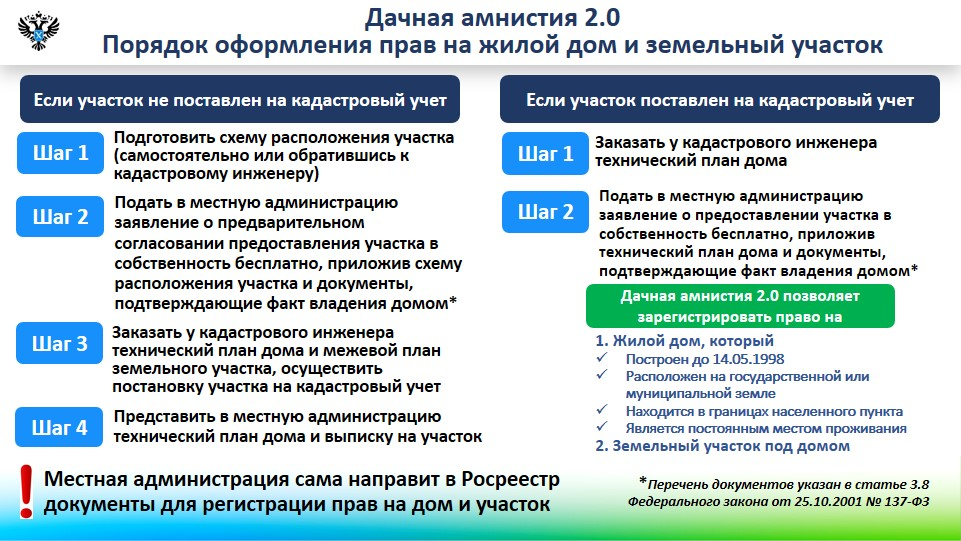 Дачная амнистия 2.0
Порядок оформления прав на жилой дом и земельный участок
Если участок не поставлен на кадастровый учет
Шаг 1
Подготовить схему расположения участка
(самостоятельно или обратившись к
кадастровому инженеру)
Шаг 2
Подать в местную администрацию
заявление о предварительном
согласовании предоставления участка в
собственность бесплатно, приложив схему
расположения участка и документы,
подтверждающие факт владения домом*
Шаг 3
Заказать у кадастрового инженера
технический план дома и межевой план
земельного участка, осуществить
постановку участка на кадастровый учет
Шаг 4
Представить в местную администрацию
технический план дома и выписку на участок
Если участок поставлен на кадастровый учет
Шаг 1
Заказать у кадастрового инженера
технический план дома
Шаг 2
Подать в местную администрацию
заявление о предоставлении участка в
собственность бесплатно, приложив
технический план дома и документы,
подтверждающие факт владения домом*
Дачная амнистия 2.0 позволяет
зарегистрировать право на
1. Жилой дом, который
✓ Построен до 14.05.1998
✓ Расположен на государственной или
муниципальной земле
✓ Находится в границах населенного пункта
✓ Является постоянным местом проживания
2. Земельный участок под домом
! Местная администрация сама направит в Росреестр
документы для регистрации прав на дом и участок
*Перечень документов указан в статье 3.8
Федерального закона от 25.10.2001 № 137-ФЗ